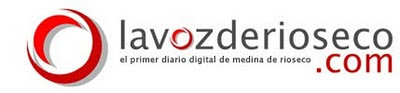 lavozderioseco
el primer diario digital de medina de rioseco
.com